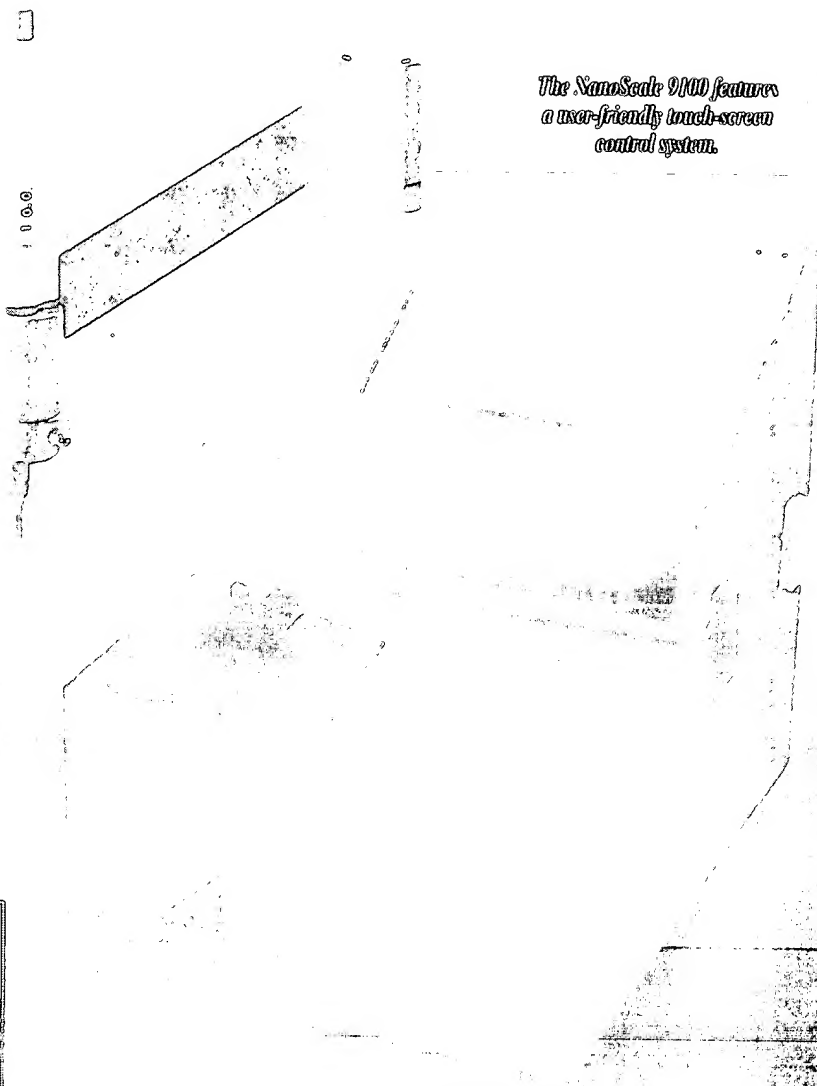 The NanoScale 9100 features
a user-friendly touch-screen
control system.